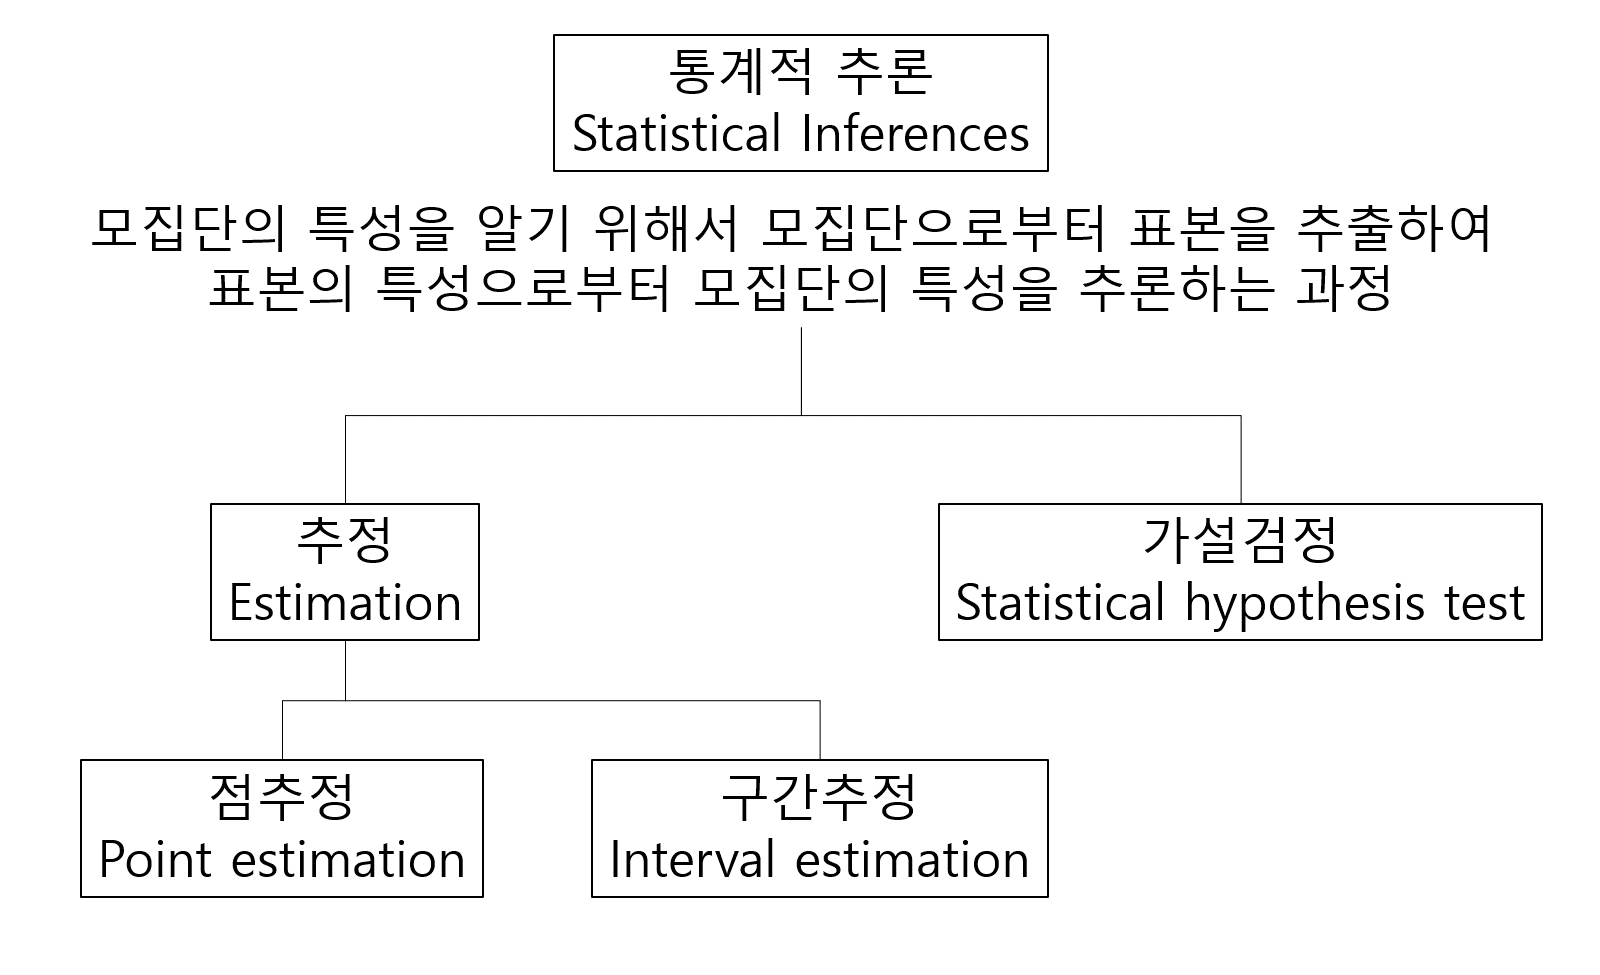 통계적 추론
Statistical Inferences
모집단의 특성을 알기 위해서 모집단으로부터 표본을 추출하여
표본의 특성으로부터 모집단의 특성을 추론하는 과정
추정
Estimation
가설검정
Statistical hypothesis test
점추정
Point estimation
구간추정
Interval estimation